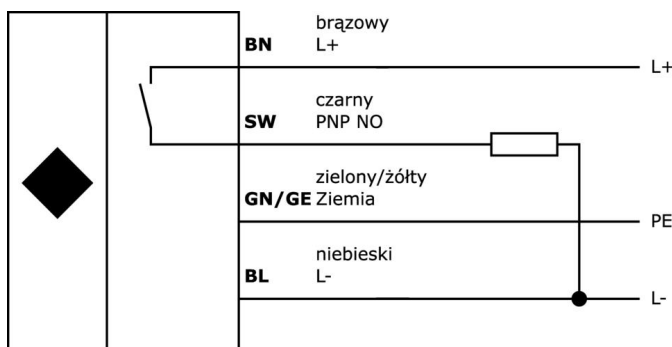 brązowy
BN L+
L+
czarny
SW PNP NO
zielony/żółty
GN/GE Ziemia
PE
niebieski
BL L-
L-